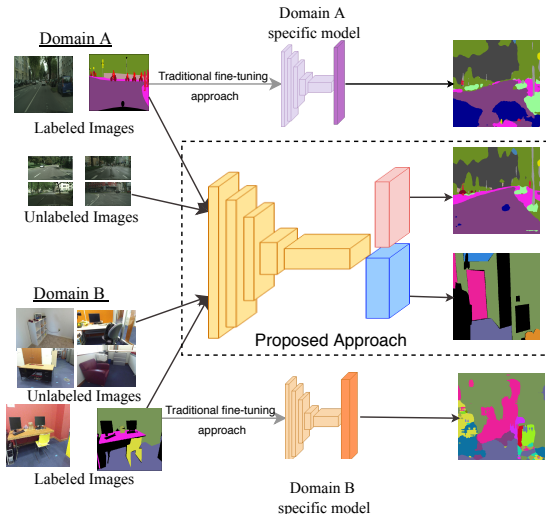 Domain A
Domain A
specific model
Traditional fine-tuning
approach
Labeled Images
Unlabeled Images
Domain B
Proposed Approach
Unlabeled Images
Traditional fine-tuning
approach
Labeled Images
Domain B
specific model